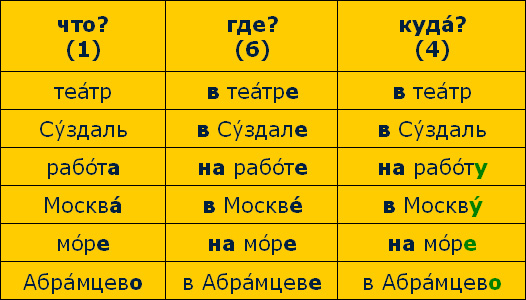 что? где? куда́?
(1) (6) (4)
теа́тр в теа́тре в теа́тр
Су́здаль в Су́здале в Су́здаль
рабо́та на рабо́те на рабо́ту
Москва́ в Москве́ в Москву́
мо́ре на мо́ре на мо́ре
Абра́мцево в Абра́мцеве в Абра́мцево